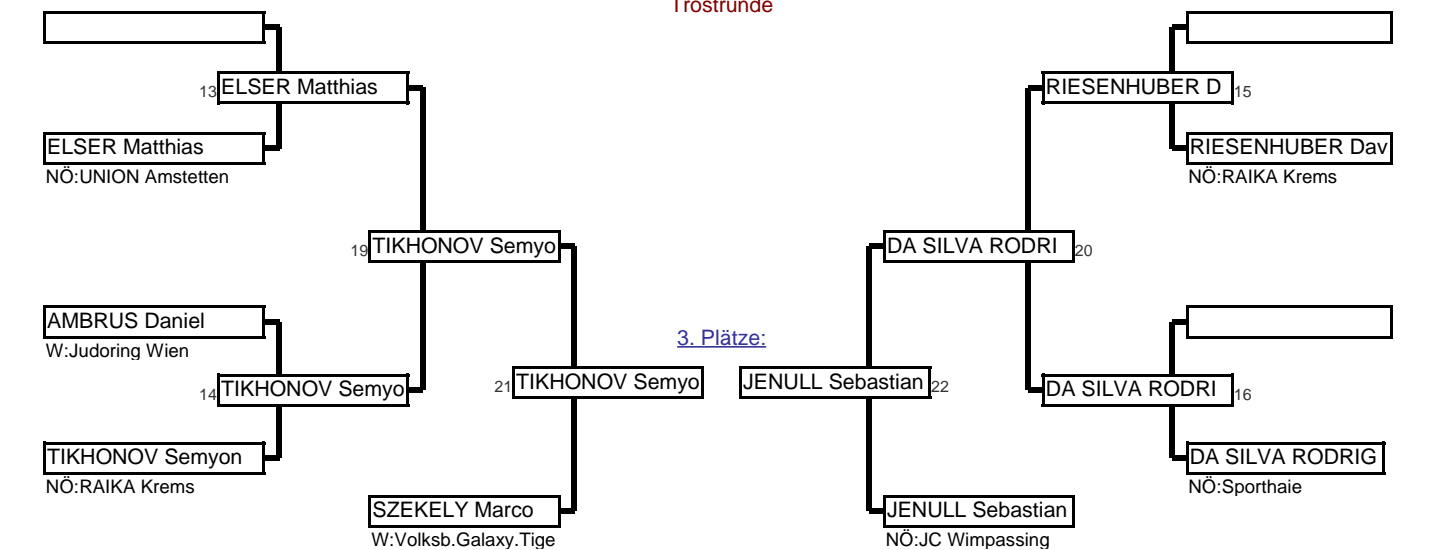 Trostrunde
13
ELSER Matthias
ELSER Matthias
NÖ:UNION Amstetten
19
TIKHONOV Semyo
AMBRUS Daniel
W:Judoring Wien
14
TIKHONOV Semyo
TIKHONOV Semyon
NÖ:RAIKA Krems
21
TIKHONOV Semyo
SZEKELY Marco
W:Volksb.Galaxy.Tige
3. Plätze:
RIESENHUBER D
15
RIESENHUBER Dav
NÖ:RAIKA Krems
DA SILVA RODRI
20
JENULL Sebastian
22
DA SILVA RODRI
16
DA SILVA RODRIG
NÖ:Sporthaie
JENULL Sebastian
NÖ:JC Wimpassing